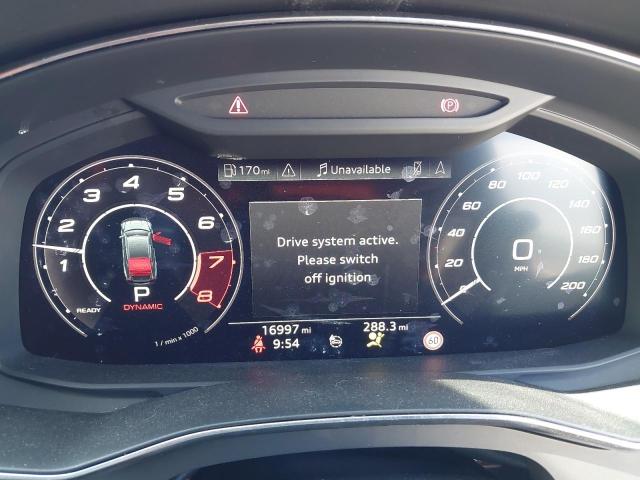 170mi
Unavailable
1
2
3
4
5
6
7
8
READY
P
DYNAMIC
1 / min x 1000
Drive system active.
Please switch
off ignition
0
20
40
60
80
100
120
140
160
180
200
0
MPH
16997 mi
288.3 mi
9:54
60
P